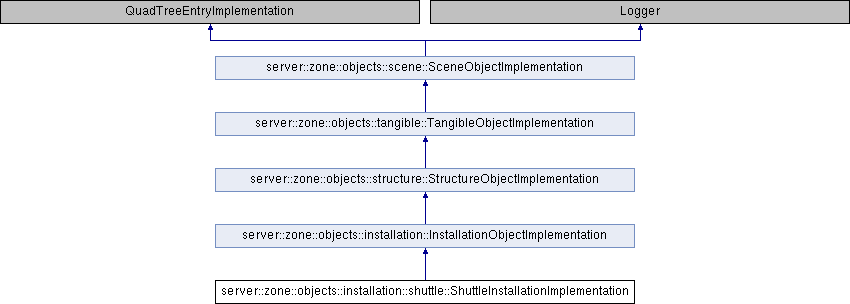 QuadTreeEntryImplementation
Logger
server::zone::objects::scene::SceneObjectImplementation
server::zone::objects::tangible::TangibleObjectImplementation
server::zone::objects::structure::StructureObjectImplementation
server::zone::objects::installation::InstallationObjectImplementation
server::zone::objects::installation::shuttle::ShuttleInstallationImplementation